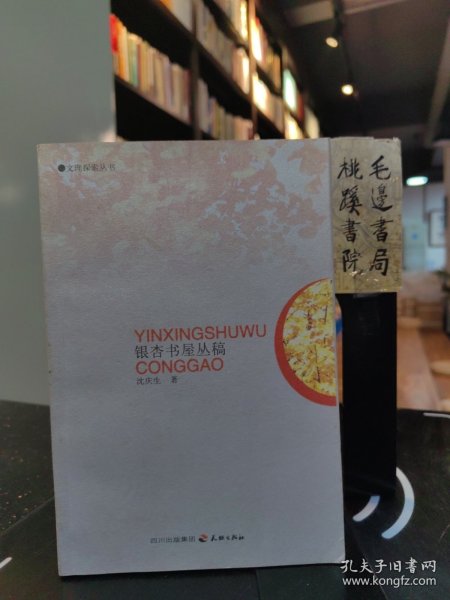 ●文理探索丛书
YINXINGSHUWU
银杏书屋丛稿
CONGGAO
沈庆生 著
四川出版集团 天地出版社
毛邊書局
桃蹊書院
孔夫子旧书网
www.kongfz.com